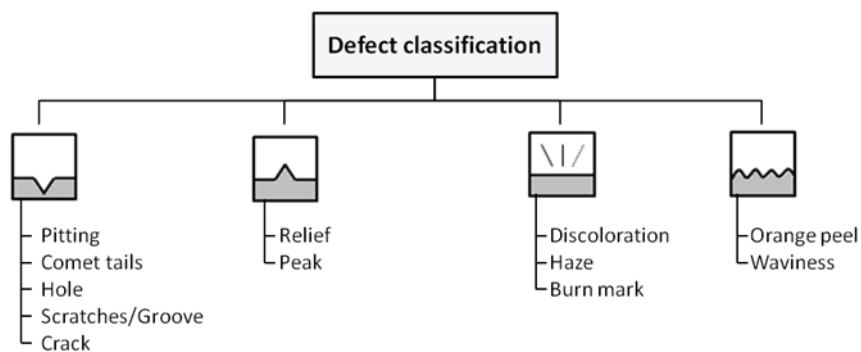 Defect classification
Pitting
Comet tails
Hole
Scratches/Groove
Crack
Relief
Peak
Discoloration
Haze
Burn mark
Orange peel
Waviness